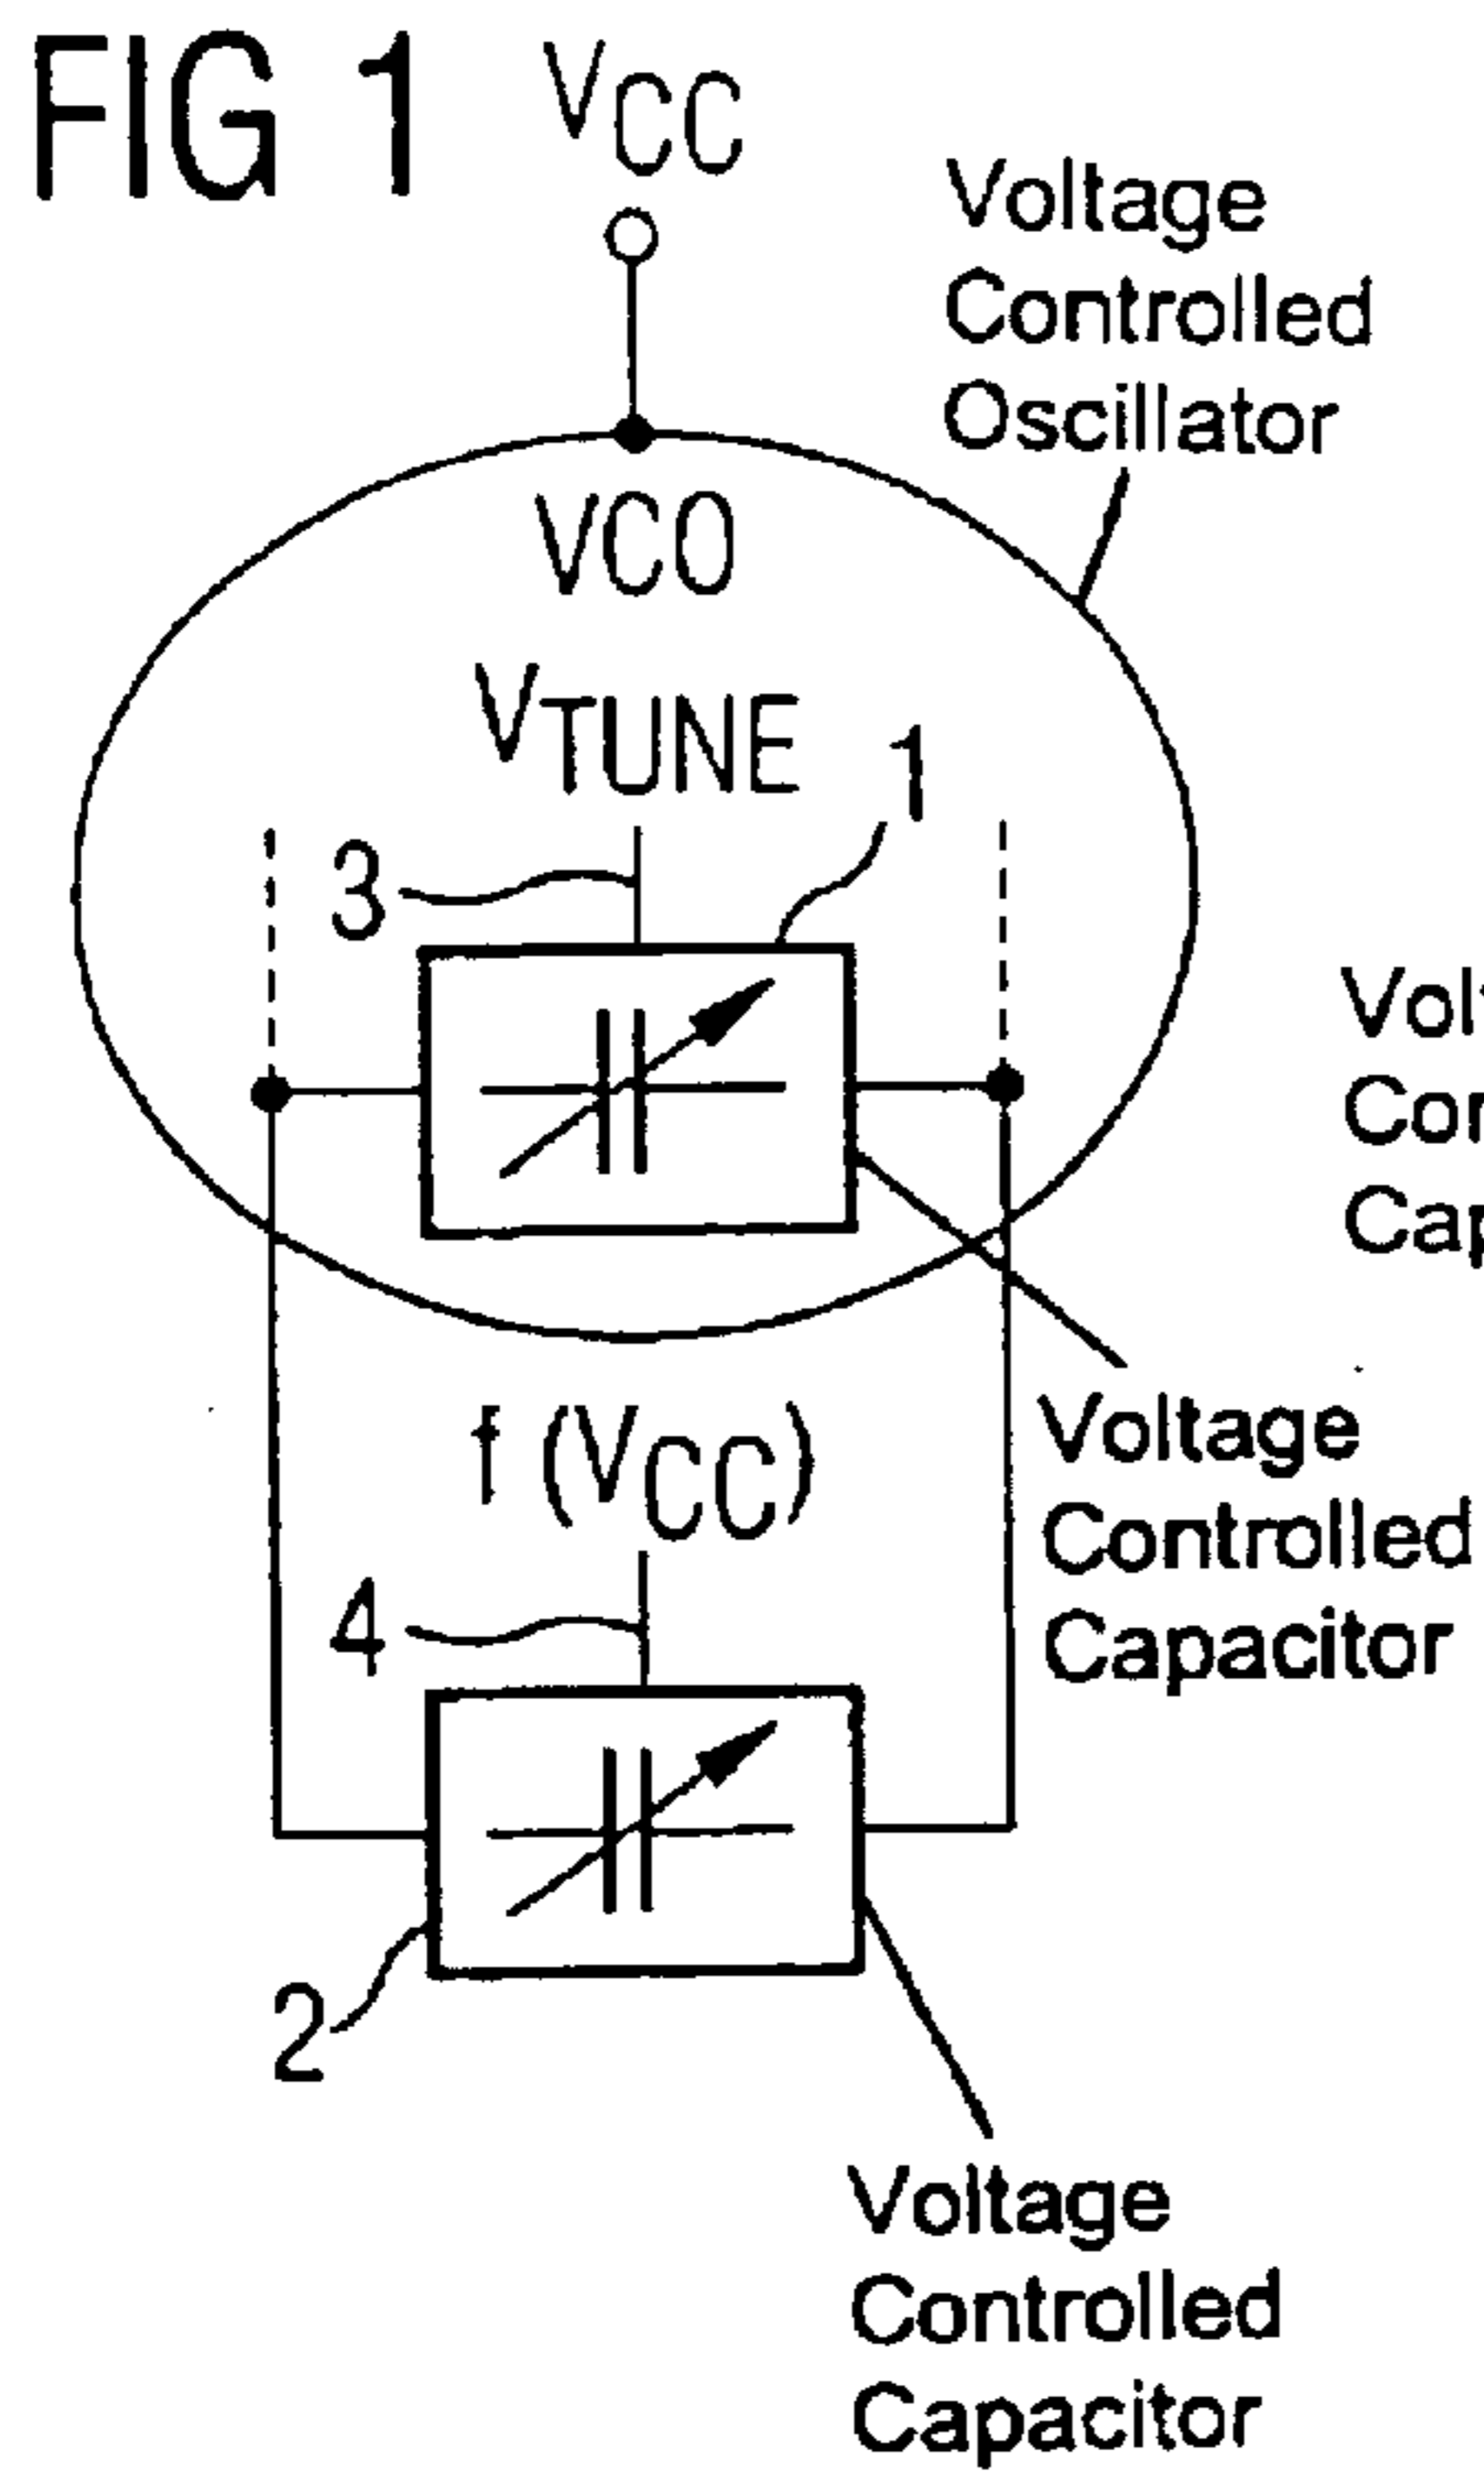 FIG 1
VCC
Voltage
Controlled
Oscillator
VCO
VTUNE
1
3
Voltage
Controlled
Capacitor
f (VCC)
4
2
Voltage
Controlled
Capacitor